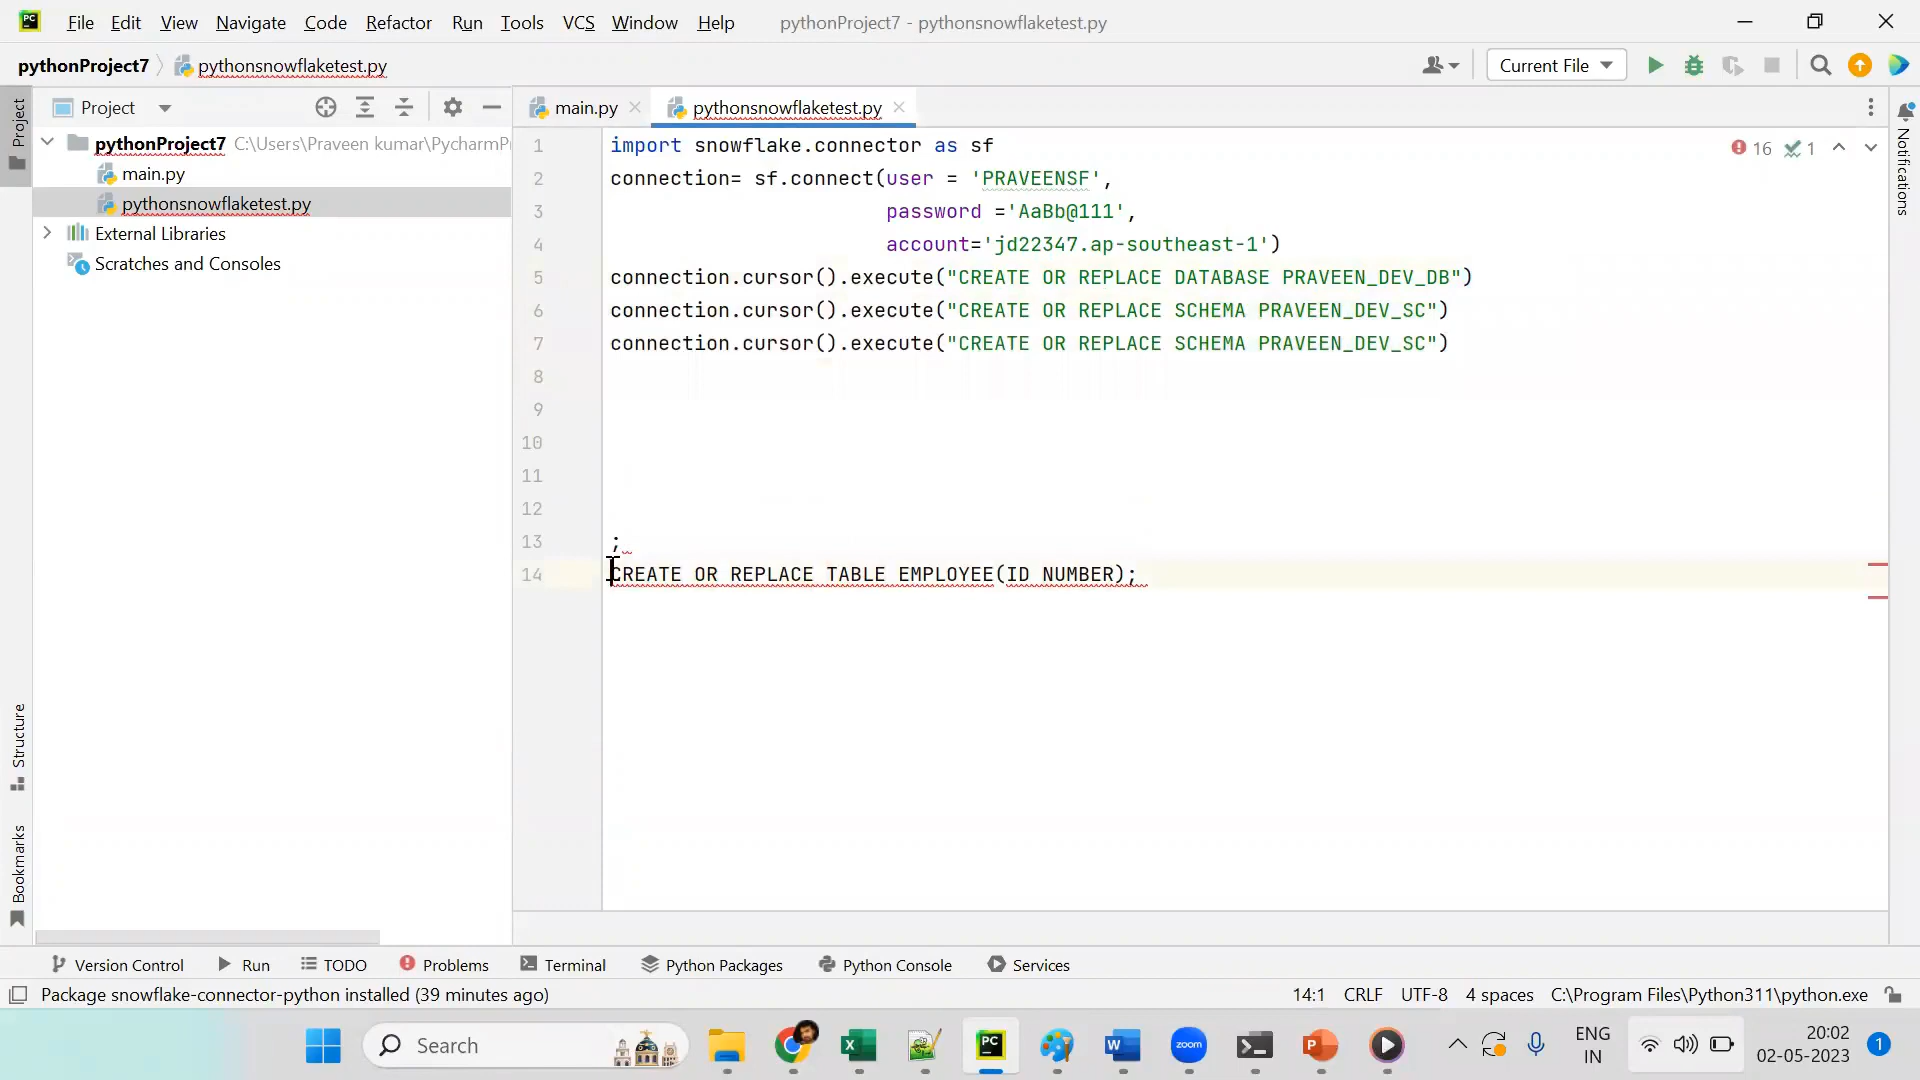 File Edit View Navigate Code Refactor Run Tools VCS Window Help pythonProject7 - pythonsnowflaketest.py
pythonProject7 pythonsnowflaketest.py Current File
Project
main.py pythonsnowflaketest.py
pythonProject7 C:\Users\Praveen kumar\PycharmP
main.py
pythonsnowflaketest.py
External Libraries
Scratches and Consoles
1 import snowflake.connector as sf
2 connection= sf.connect(user = 'PRAVEENSF',
3 password ='AaBb@111',
4 account='jd22347.ap-southeast-1')
5 connection.cursor().execute("CREATE OR REPLACE DATABASE PRAVEEN_DEV_DB")
6 connection.cursor().execute("CREATE OR REPLACE SCHEMA PRAVEEN_DEV_SC")
7 connection.cursor().execute("CREATE OR REPLACE SCHEMA PRAVEEN_DEV_SC")
8
9
10
11
12
13 ;
14 CREATE OR REPLACE TABLE EMPLOYEE(ID NUMBER);
16 1
Project
Structure
Bookmarks
Notifications
Version Control Run TODO Problems Terminal Python Packages Python Console Services
Package snowflake-connector-python installed (39 minutes ago) 14:1 CRLF UTF-8 4 spaces C:\Program Files\Python311\python.exe
PC
Search PC zoom
ENG
IN
20:02
02-05-2023
1